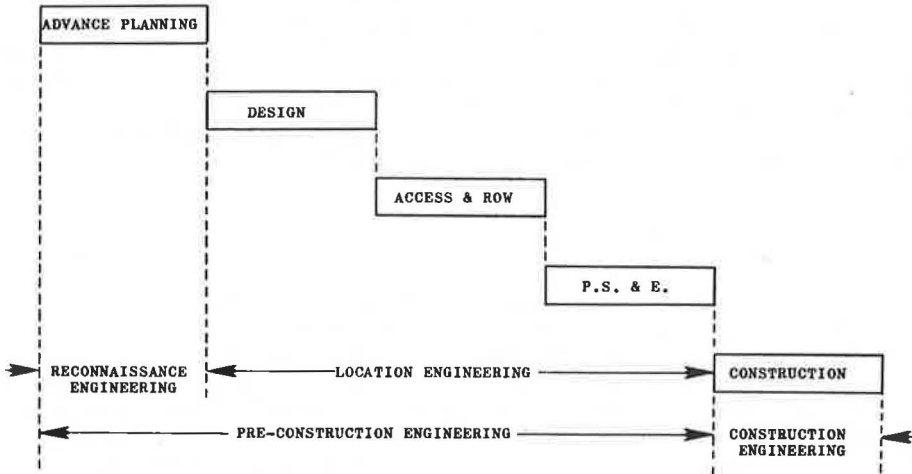 ADVANCE PLANNING
DESIGN
ACCESS & ROW
P.S. & E.
RECONNAISSANCE
ENGINEERING
LOCATION ENGINEERING
CONSTRUCTION
PRE-CONSTRUCTION ENGINEERING
CONSTRUCTION
ENGINEERING